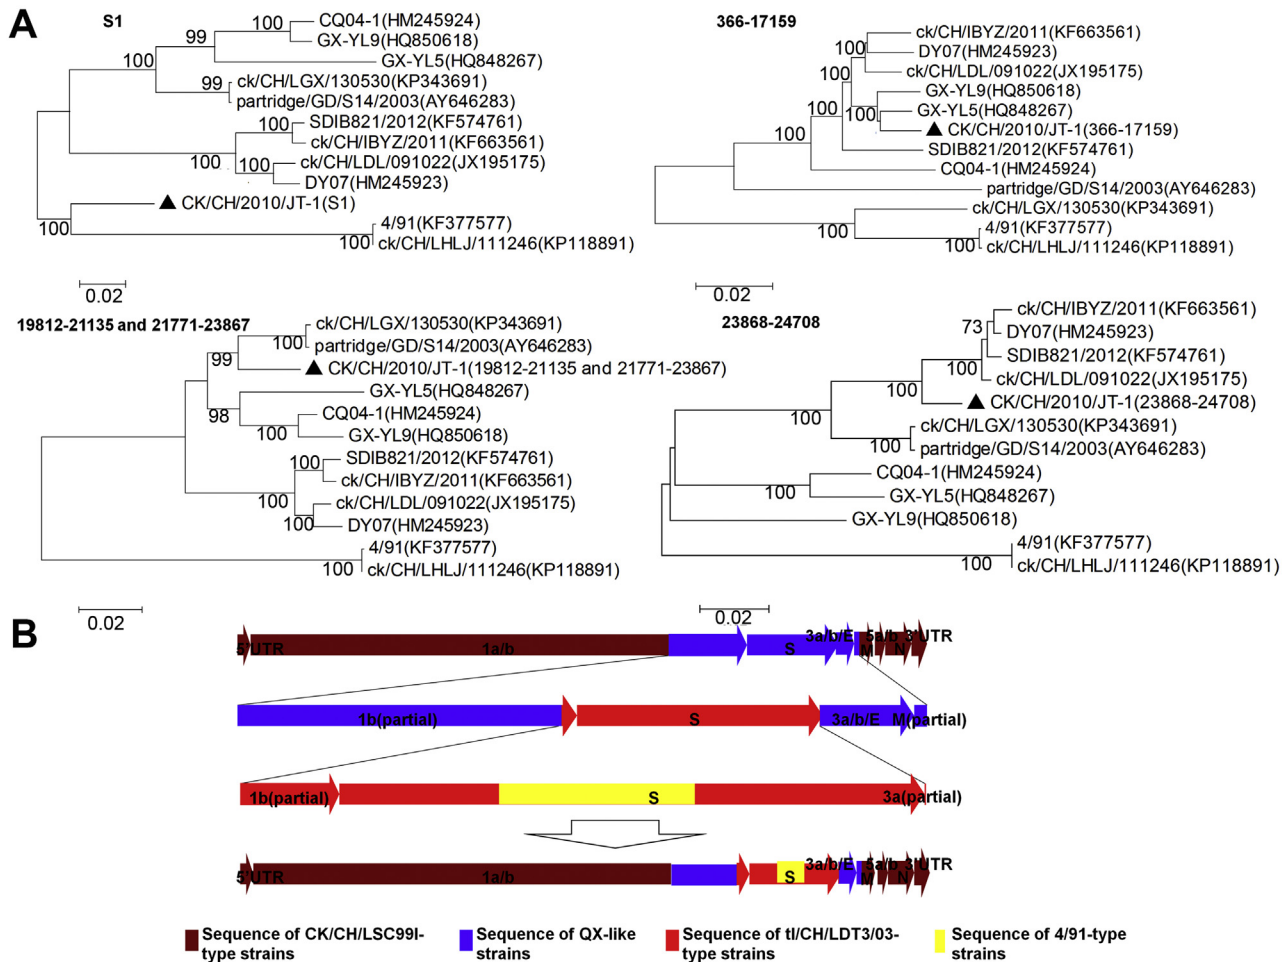 A
S1
CQ04-1(HM245924)
GX-YL9(HQ850618)
GX-YL5(HQ848267)
ck/CH/LGX/130530(KP343691)
partridge/GD/S14/2003(AY646283)
SDIB821/2012(KF574761)
ck/CH/IBYZ/2011(KF663561)
ck/CH/LDL/091022(JX195175)
DY07(HM245923)
CK/CH/2010/JT-1(S1)
4/91(KF377577)
ck/CH/LHLJ/111246(KP118891)
100
99
100
99
100
100
100
100
100
0.02
366-17159
ck/CH/IBYZ/2011(KF663561)
DY07(HM245923)
ck/CH/LDL/091022(JX195175)
GX-YL9(HQ850618)
GX-YL5(HQ848267)
CK/CH/2010/JT-1(366-17159)
SDIB821/2012(KF574761)
CQ04-1(HM245924)
partridge/GD/S14/2003(AY646283)
ck/CH/LGX/130530(KP343691)
4/91(KF377577)
ck/CH/LHLJ/111246(KP118891)
100
100
100
100
100
100
100
0.02
19812-21135 and 21771-23867
ck/CH/LGX/130530(KP343691)
partridge/GD/S14/2003(AY646283)
CK/CH/2010/JT-1(19812-21135 and 21771-23867)
GX-YL5(HQ848267)
CQ04-1(HM245924)
GX-YL9(HQ850618)
SDIB821/2012(KF574761)
ck/CH/IBYZ/2011(KF663561)
ck/CH/LDL/091022(JX195175)
DY07(HM245923)
4/91(KF377577)
ck/CH/LHLJ/111246(KP118891)
100
99
98
100
100
100
100
100
0.02
23868-24708
ck/CH/IBYZ/2011(KF663561)
DY07(HM245923)
SDIB821/2012(KF574761)
ck/CH/LDL/091022(JX195175)
CK/CH/2010/JT-1(23868-24708)
ck/CH/LGX/130530(KP343691)
partridge/GD/S14/2003(AY646283)
CQ04-1(HM245924)
GX-YL5(HQ848267)
GX-YL9(HQ850618)
4/91(KF377577)
ck/CH/LHLJ/111246(KP118891)
73
100
100
100
100
100
100
0.02
B
5'UTR 1a/b S 3a/b/E M 5a/b N 3'UTR
1b(partial) S 3a/b/E M(partial)
1b(partial) S 3a(partial)
5'UTR 1a/b S 3a/b/E M 5a/b N 3'UTR
Sequence of CK/CH/LSC99I-
type strains
Sequence of QX-like
strains
Sequence of tl/CH/LDT3/03-
type strains
Sequence of 4/91-type
strains